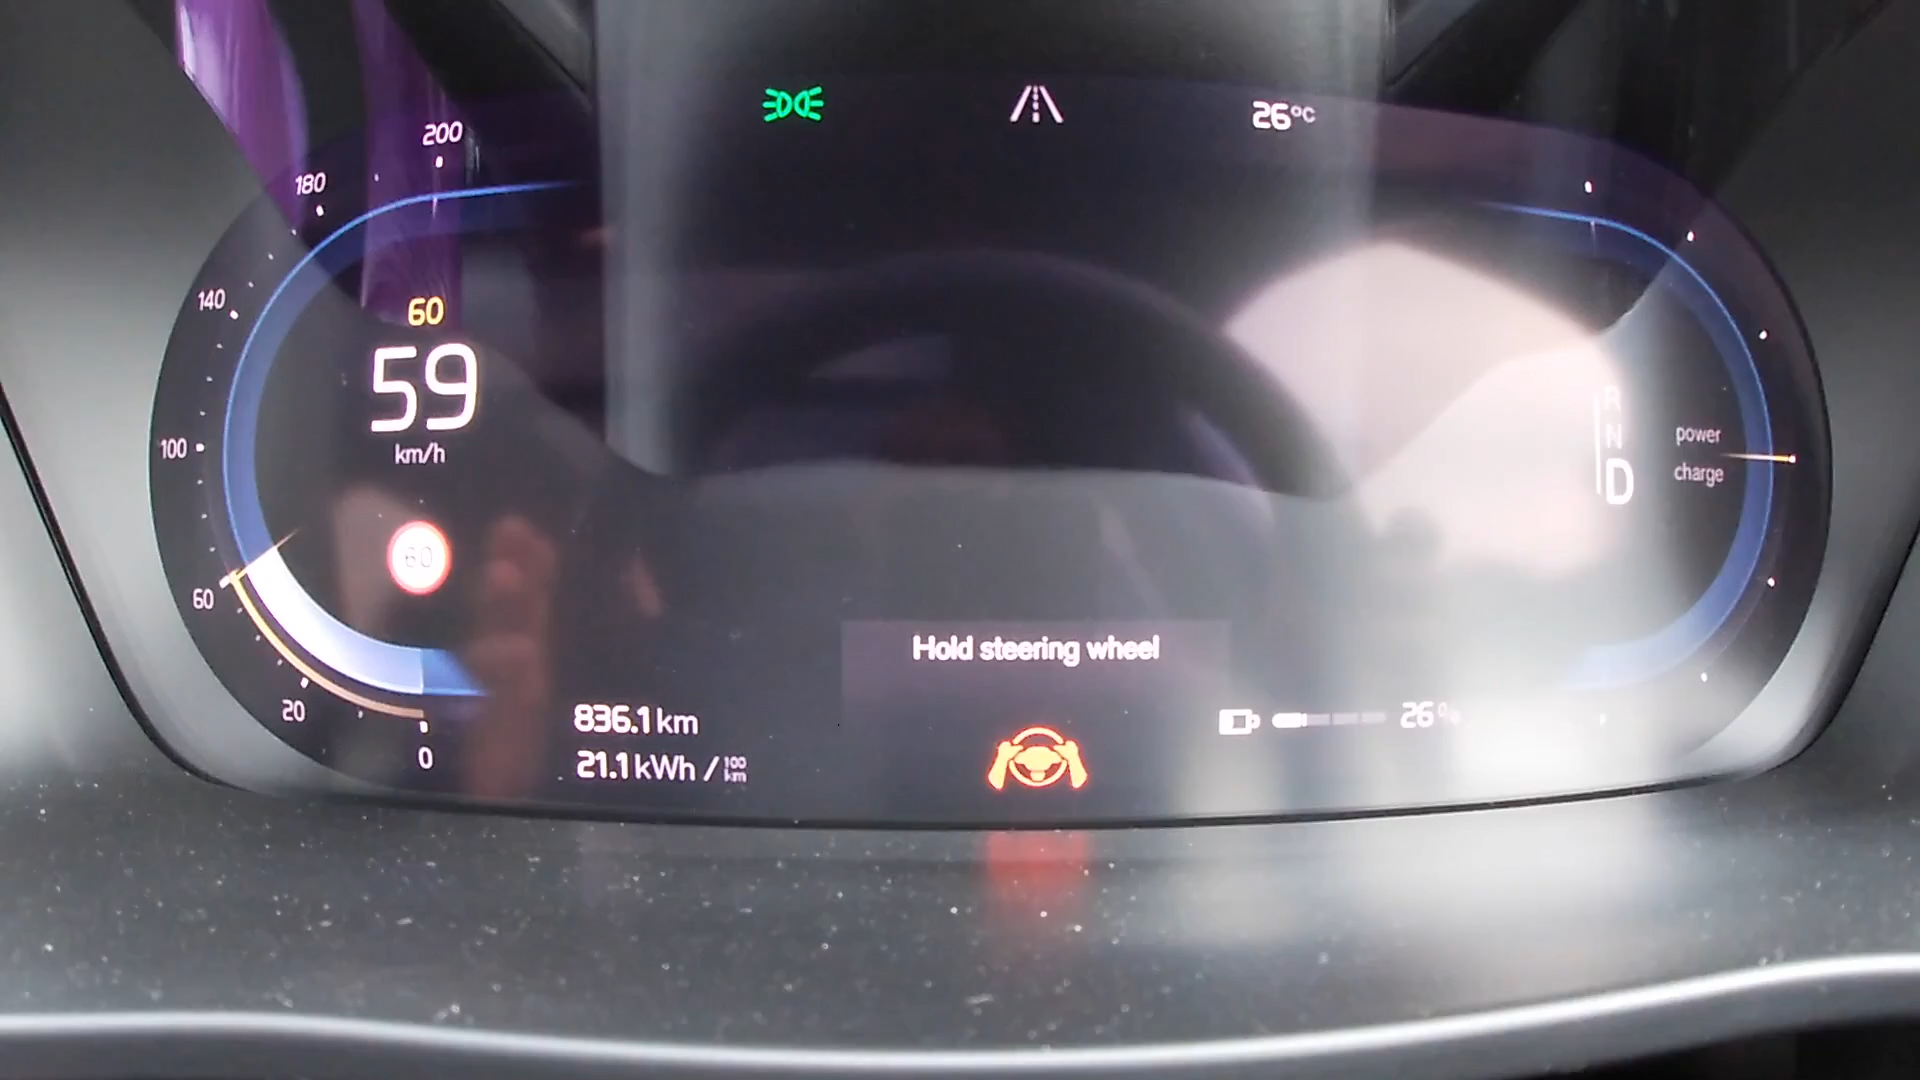 26°C
200
180
140
100
60
20
0
60
59
km/h
60
R
N
D
power
charge
Hold steering wheel
836.1 km
21.1 kWh / 100 km
26%